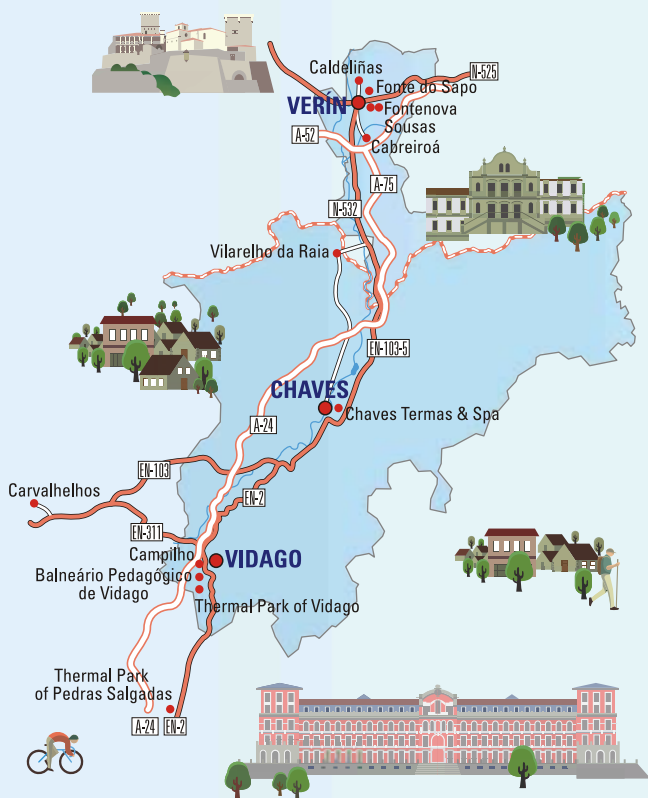 N-525
Caldeliñas
Fonte do Sapo
VERÍN
Fontenova
Sousas
A-52
Cabreiroá
A-75
N-532
Vilarelho da Raia
EN-103-5
CHAVES
Chaves Termas & Spa
A-24
EN-103
Carvalhelhos
EN-2
EN-311
Campilho
VIDAGO
Balneário Pedagógico
de Vidago
Thermal Park of Vidago
Thermal Park
of Pedras Salgadas
A-24
EN-2